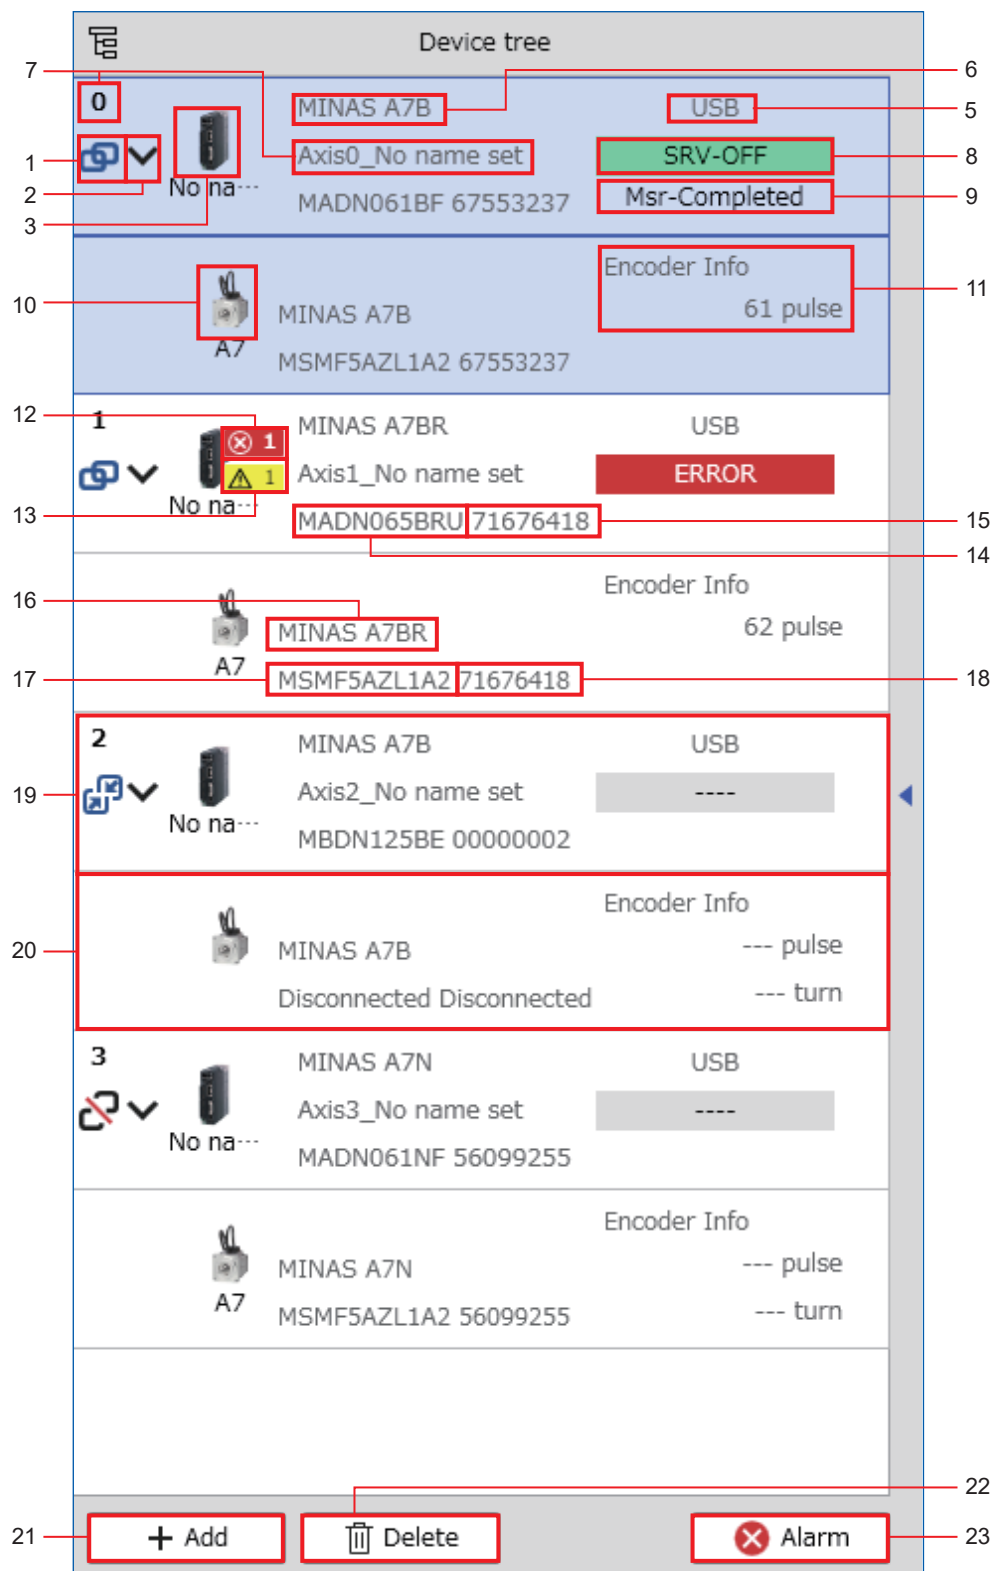 Device tree
7
6
0
MINAS A7B
USB
5
1
Axis0_No name set
SRV-OFF
8
2
No na···
MADN061BF 67553237
Msr-Completed
9
3
Encoder Info
11
10
MINAS A7B
61 pulse
A7
MSMF5AZL1A2 67553237
12
1
MINAS A7BR
USB
1
Axis1_No name set
ERROR
1
13
No na···
MADN065BRU 71676418
15
14
Encoder Info
16
MINAS A7BR
62 pulse
A7
17
MSMF5AZL1A2 71676418
18
2
MINAS A7B
USB
19
Axis2_No name set
----
No na···
MBDN125BE 00000002
Encoder Info
20
MINAS A7B
--- pulse
Disconnected Disconnected
--- turn
3
MINAS A7N
USB
Axis3_No name set
----
No na···
MADN061NF 56099255
Encoder Info
MINAS A7N
--- pulse
A7
MSMF5AZL1A2 56099255
--- turn
22
21
+ Add
Delete
Alarm
23